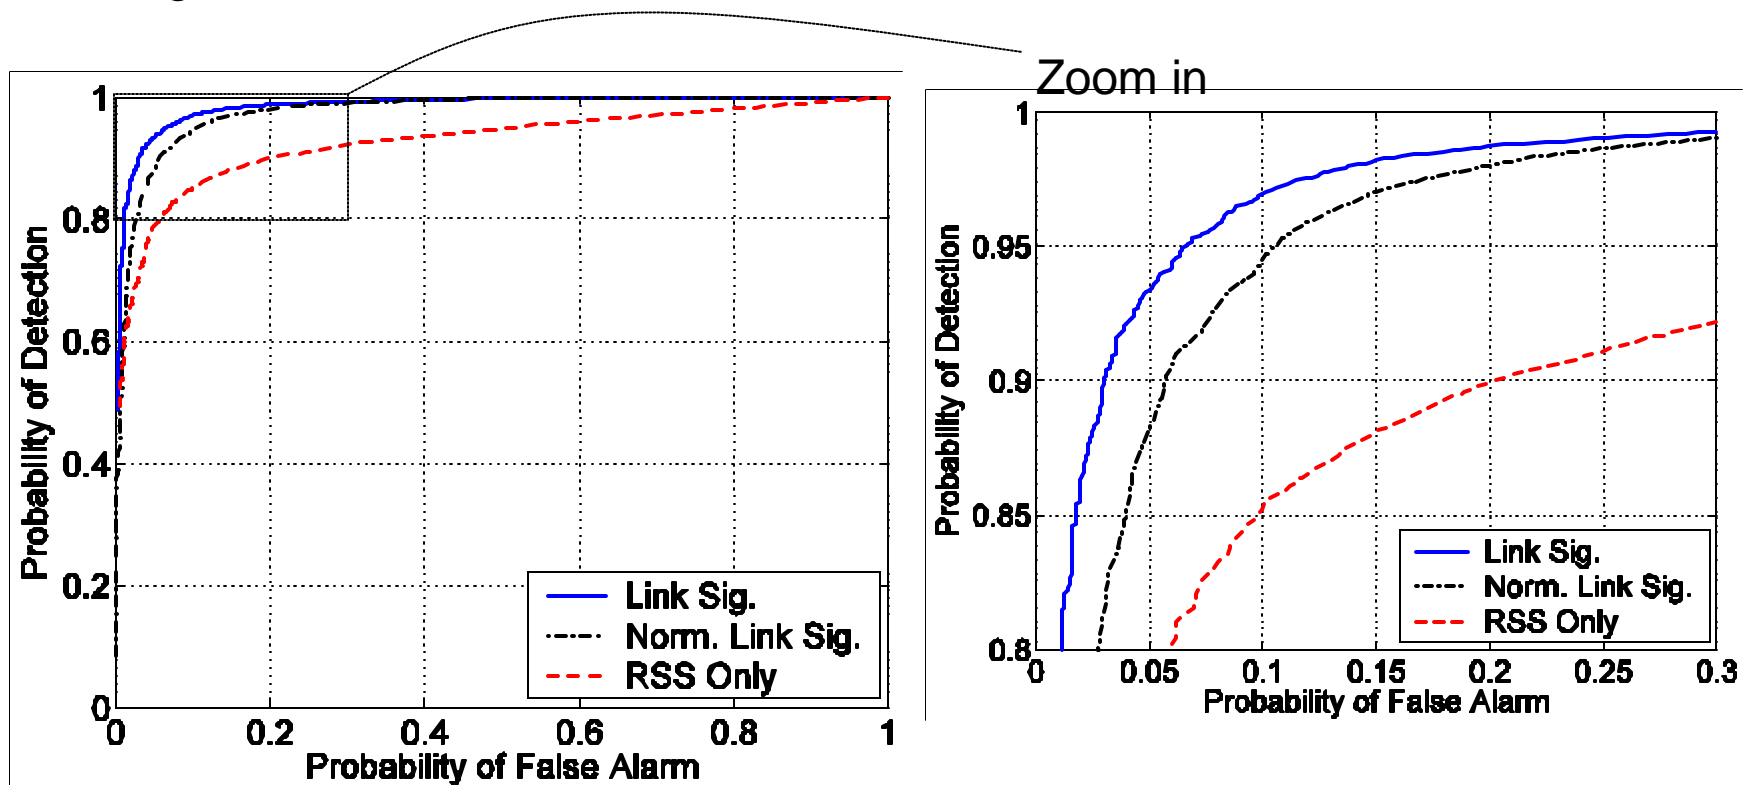 Zoom in
1
0.8
0.6
0.4
0.2
0
0 0.2 0.4 0.6 0.8 1
Probability of Detection
Probability of False Alarm
Link Sig.
Norm. Link Sig.
RSS Only
1
0.95
0.9
0.85
0.8
0 0.05 0.1 0.15 0.2 0.25 0.3
Probability of Detection
Probability of False Alarm
Link Sig.
Norm. Link Sig.
RSS Only